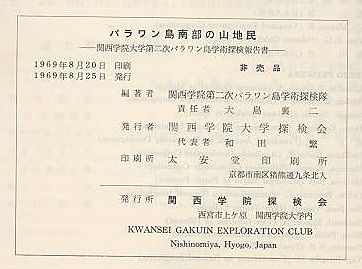 パラワン島南部の山地民
――関西学院大学第二次パラワン島学術探検報告書――
1969年8月20日 印刷
1969年8月25日 発行 非売品
編著者 関西学院第二次パラワン島学術探検隊
責任者 大島襄二
発行者 関西学院大学探検会
代表者 和田繁
印刷所 太安堂印刷所
京都市南区猪熊通九条北入
発行所 関西学院探検会
西宮市上ケ原 関西学院大学内
KWANSEI GAKUIN EXPLORATION CLUB
Nishinomiya, Hyogo, Japan